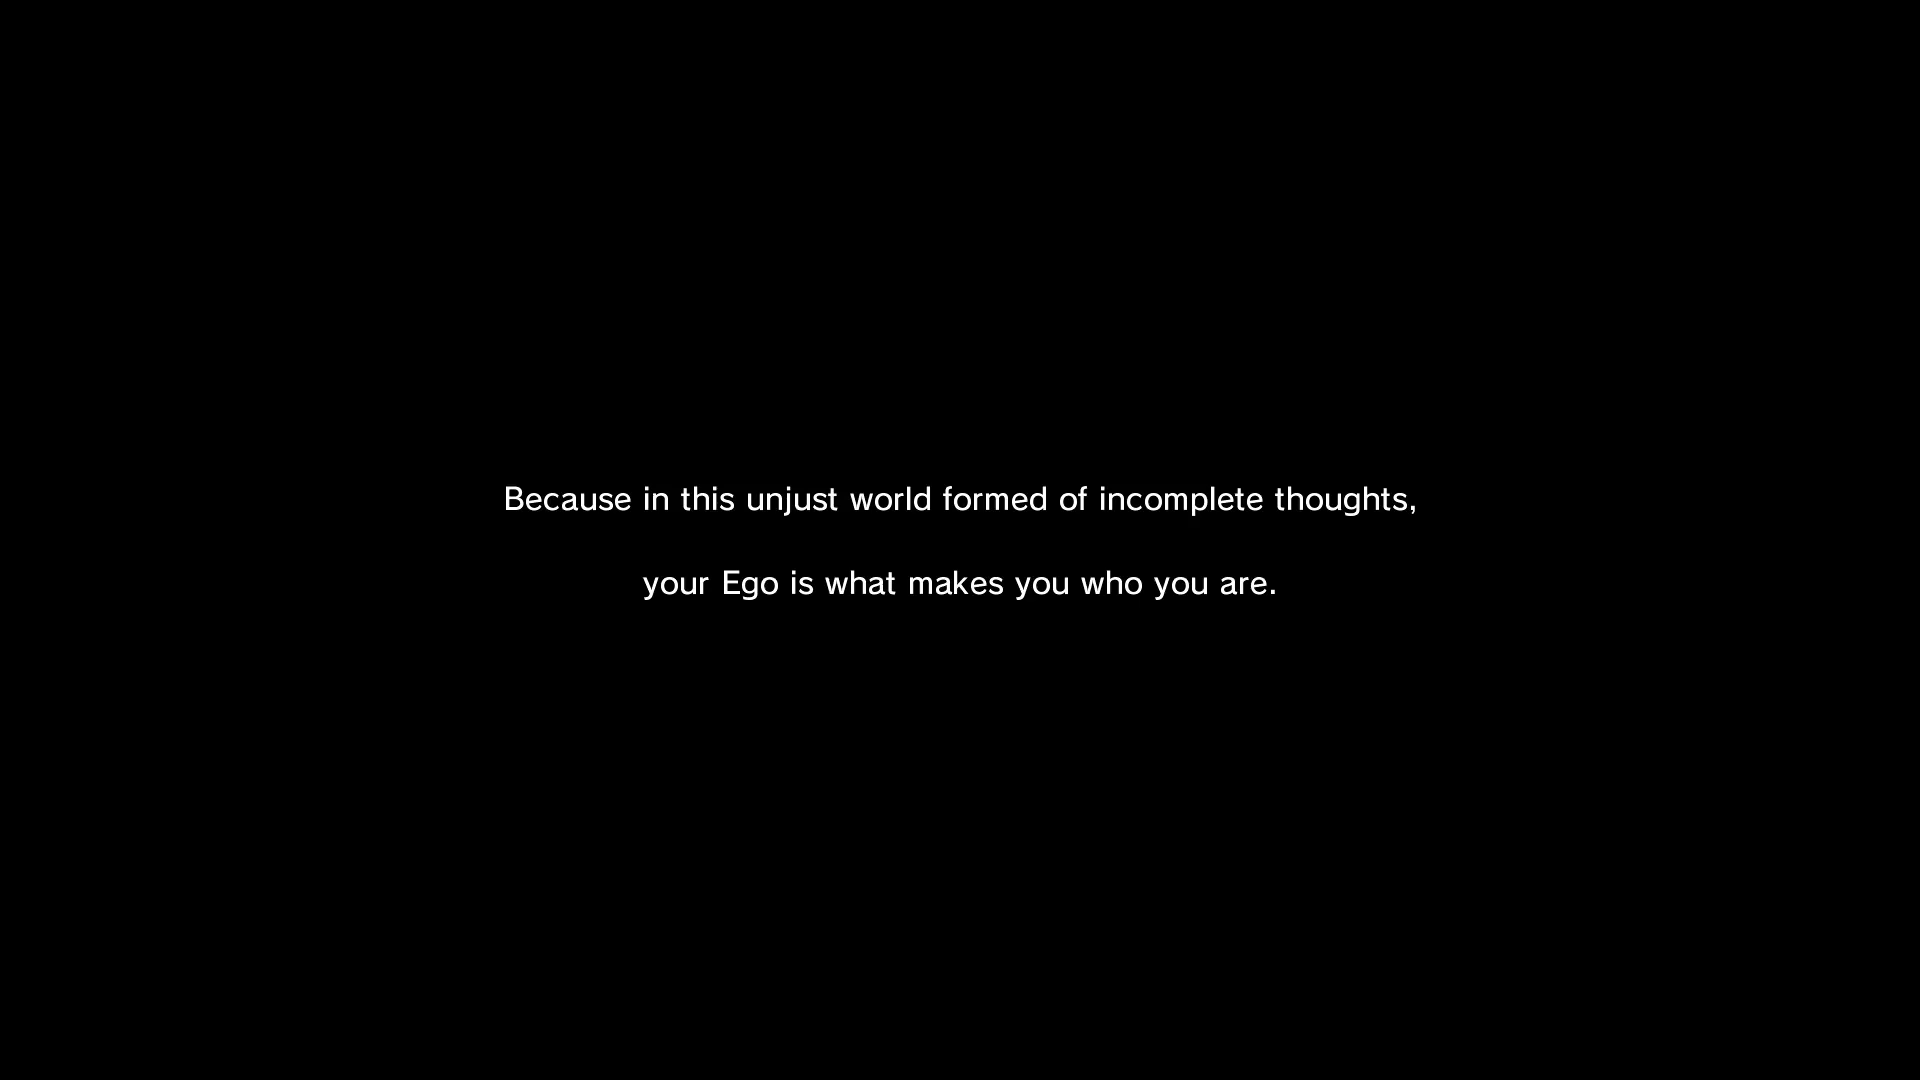 Because in this unjust world formed of incomplete thoughts,
your Ego is what makes you who you are.